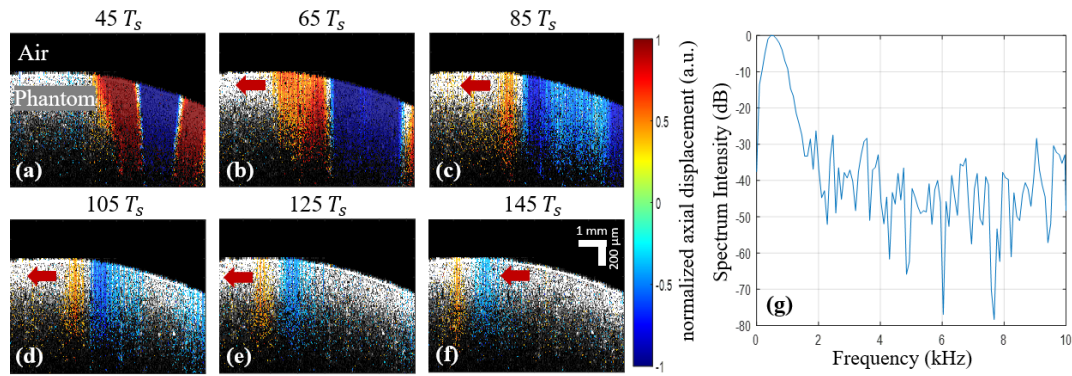 45 Tₛ
65 Tₛ
85 Tₛ
Air
Phantom
(a)
(b)
(c)
105 Tₛ
125 Tₛ
145 Tₛ
1 mm
200 μm
(d)
(e)
(f)
1
0.5
0
-0.5
-1
normalized axial displacement (a.u.)
0
-10
-20
-30
-40
-50
-60
-70
-80
Spectrum Intensity (dB)
(g)
0
2
4
6
8
10
Frequency (kHz)